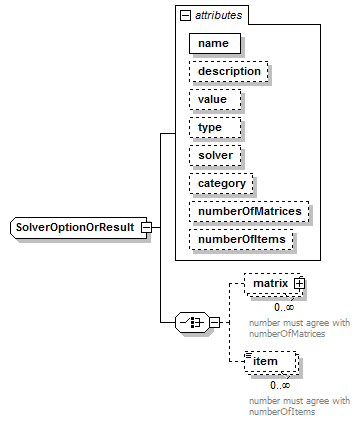 attributes
name
description
value
type
solver
category
numberOfMatrices
numberOfItems
SolverOptionOrResult
matrix
0..∞
number must agree with
numberOfMatrices
item
0..∞
number must agree with
numberOfItems